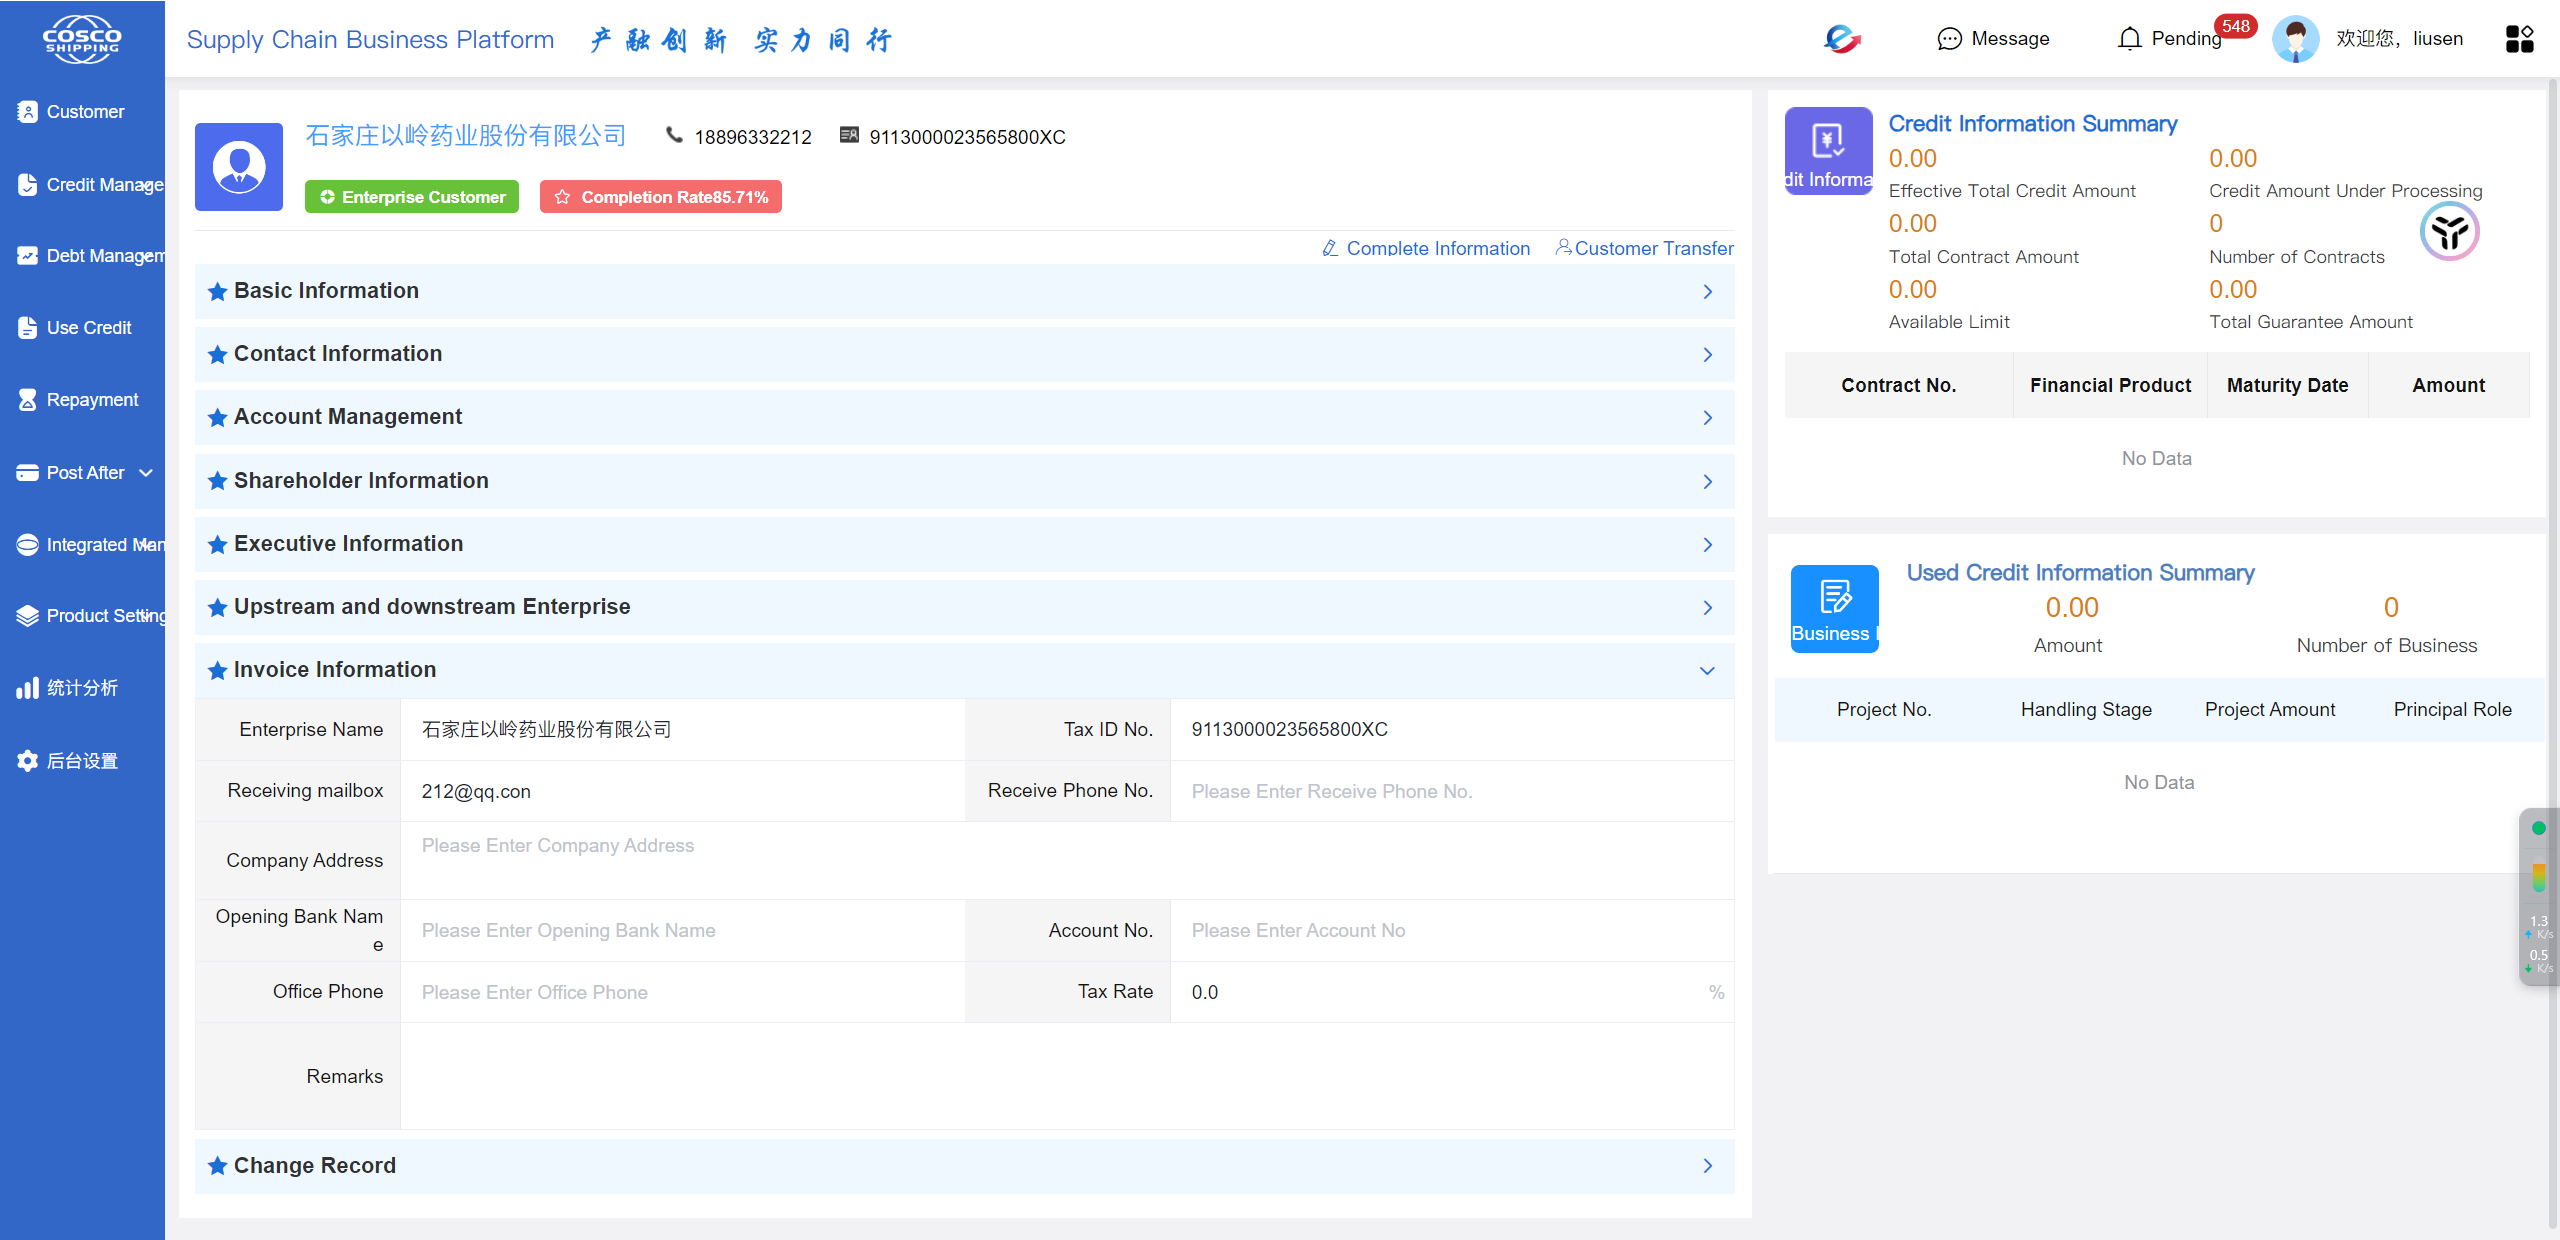 COSCO
SHIPPING
Supply Chain Business Platform
产融创新 实力同行
Message
Pending
548
欢迎您，liusen
Customer
Credit Manage
Debt Managem
Use Credit
Repayment
Post After
Integrated Man
Product Setting
统计分析
后台设置
石家庄以岭药业股份有限公司
18896332212
9113000023565800XC
Enterprise Customer
Completion Rate85.71%
Complete Information
Customer Transfer
Basic Information
Contact Information
Account Management
Shareholder Information
Executive Information
Upstream and downstream Enterprise
Invoice Information
Enterprise Name
石家庄以岭药业股份有限公司
Tax ID No.
9113000023565800XC
Receiving mailbox
212@qq.con
Receive Phone No.
Please Enter Receive Phone No.
Company Address
Please Enter Company Address
Opening Bank Nam
e
Please Enter Opening Bank Name
Account No.
Please Enter Account No
Office Phone
Please Enter Office Phone
Tax Rate
0.0
%
Remarks
Change Record
dit Informa
Credit Information Summary
0.00
0.00
Effective Total Credit Amount
Credit Amount Under Processing
0.00
0
Total Contract Amount
Number of Contracts
0.00
0.00
Available Limit
Total Guarantee Amount
Contract No.
Financial Product
Maturity Date
Amount
No Data
Business
Used Credit Information Summary
0.00
0
Amount
Number of Business
Project No.
Handling Stage
Project Amount
Principal Role
No Data
1.3
K/s
0.5
K/s